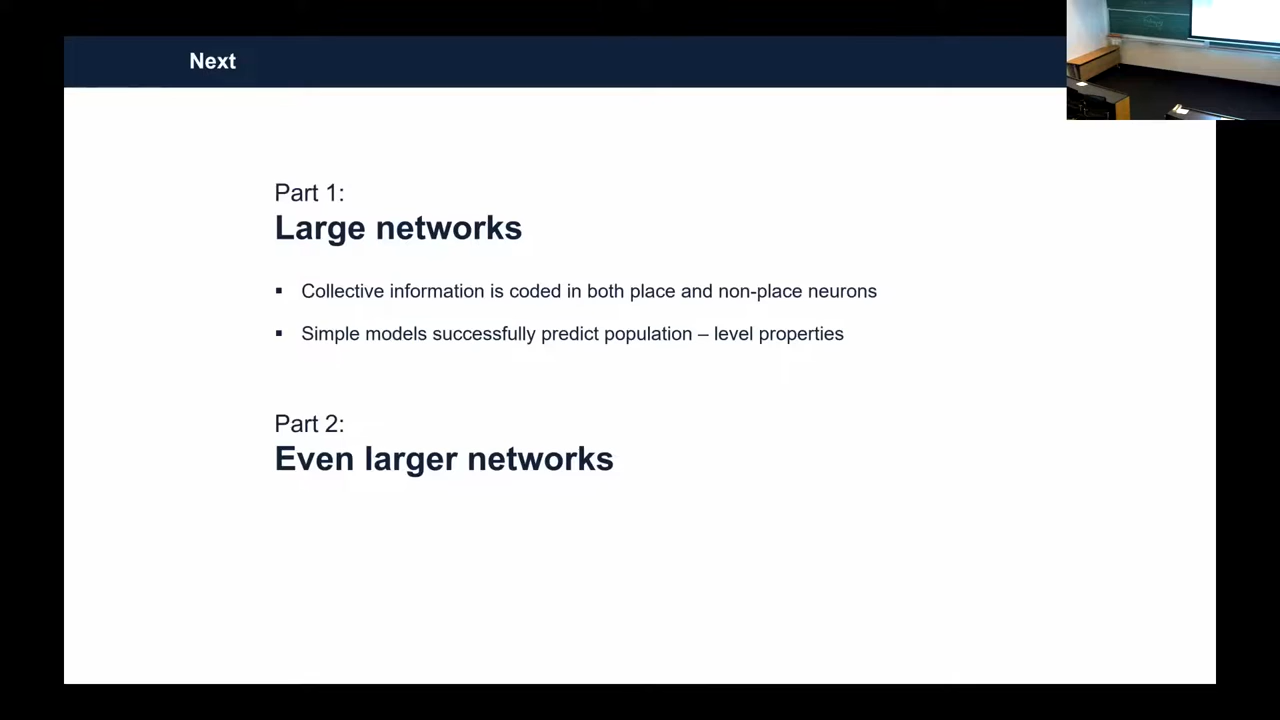 Next
Part 1:
Large networks
▪ Collective information is coded in both place and non-place neurons
▪ Simple models successfully predict population – level properties
Part 2:
Even larger networks